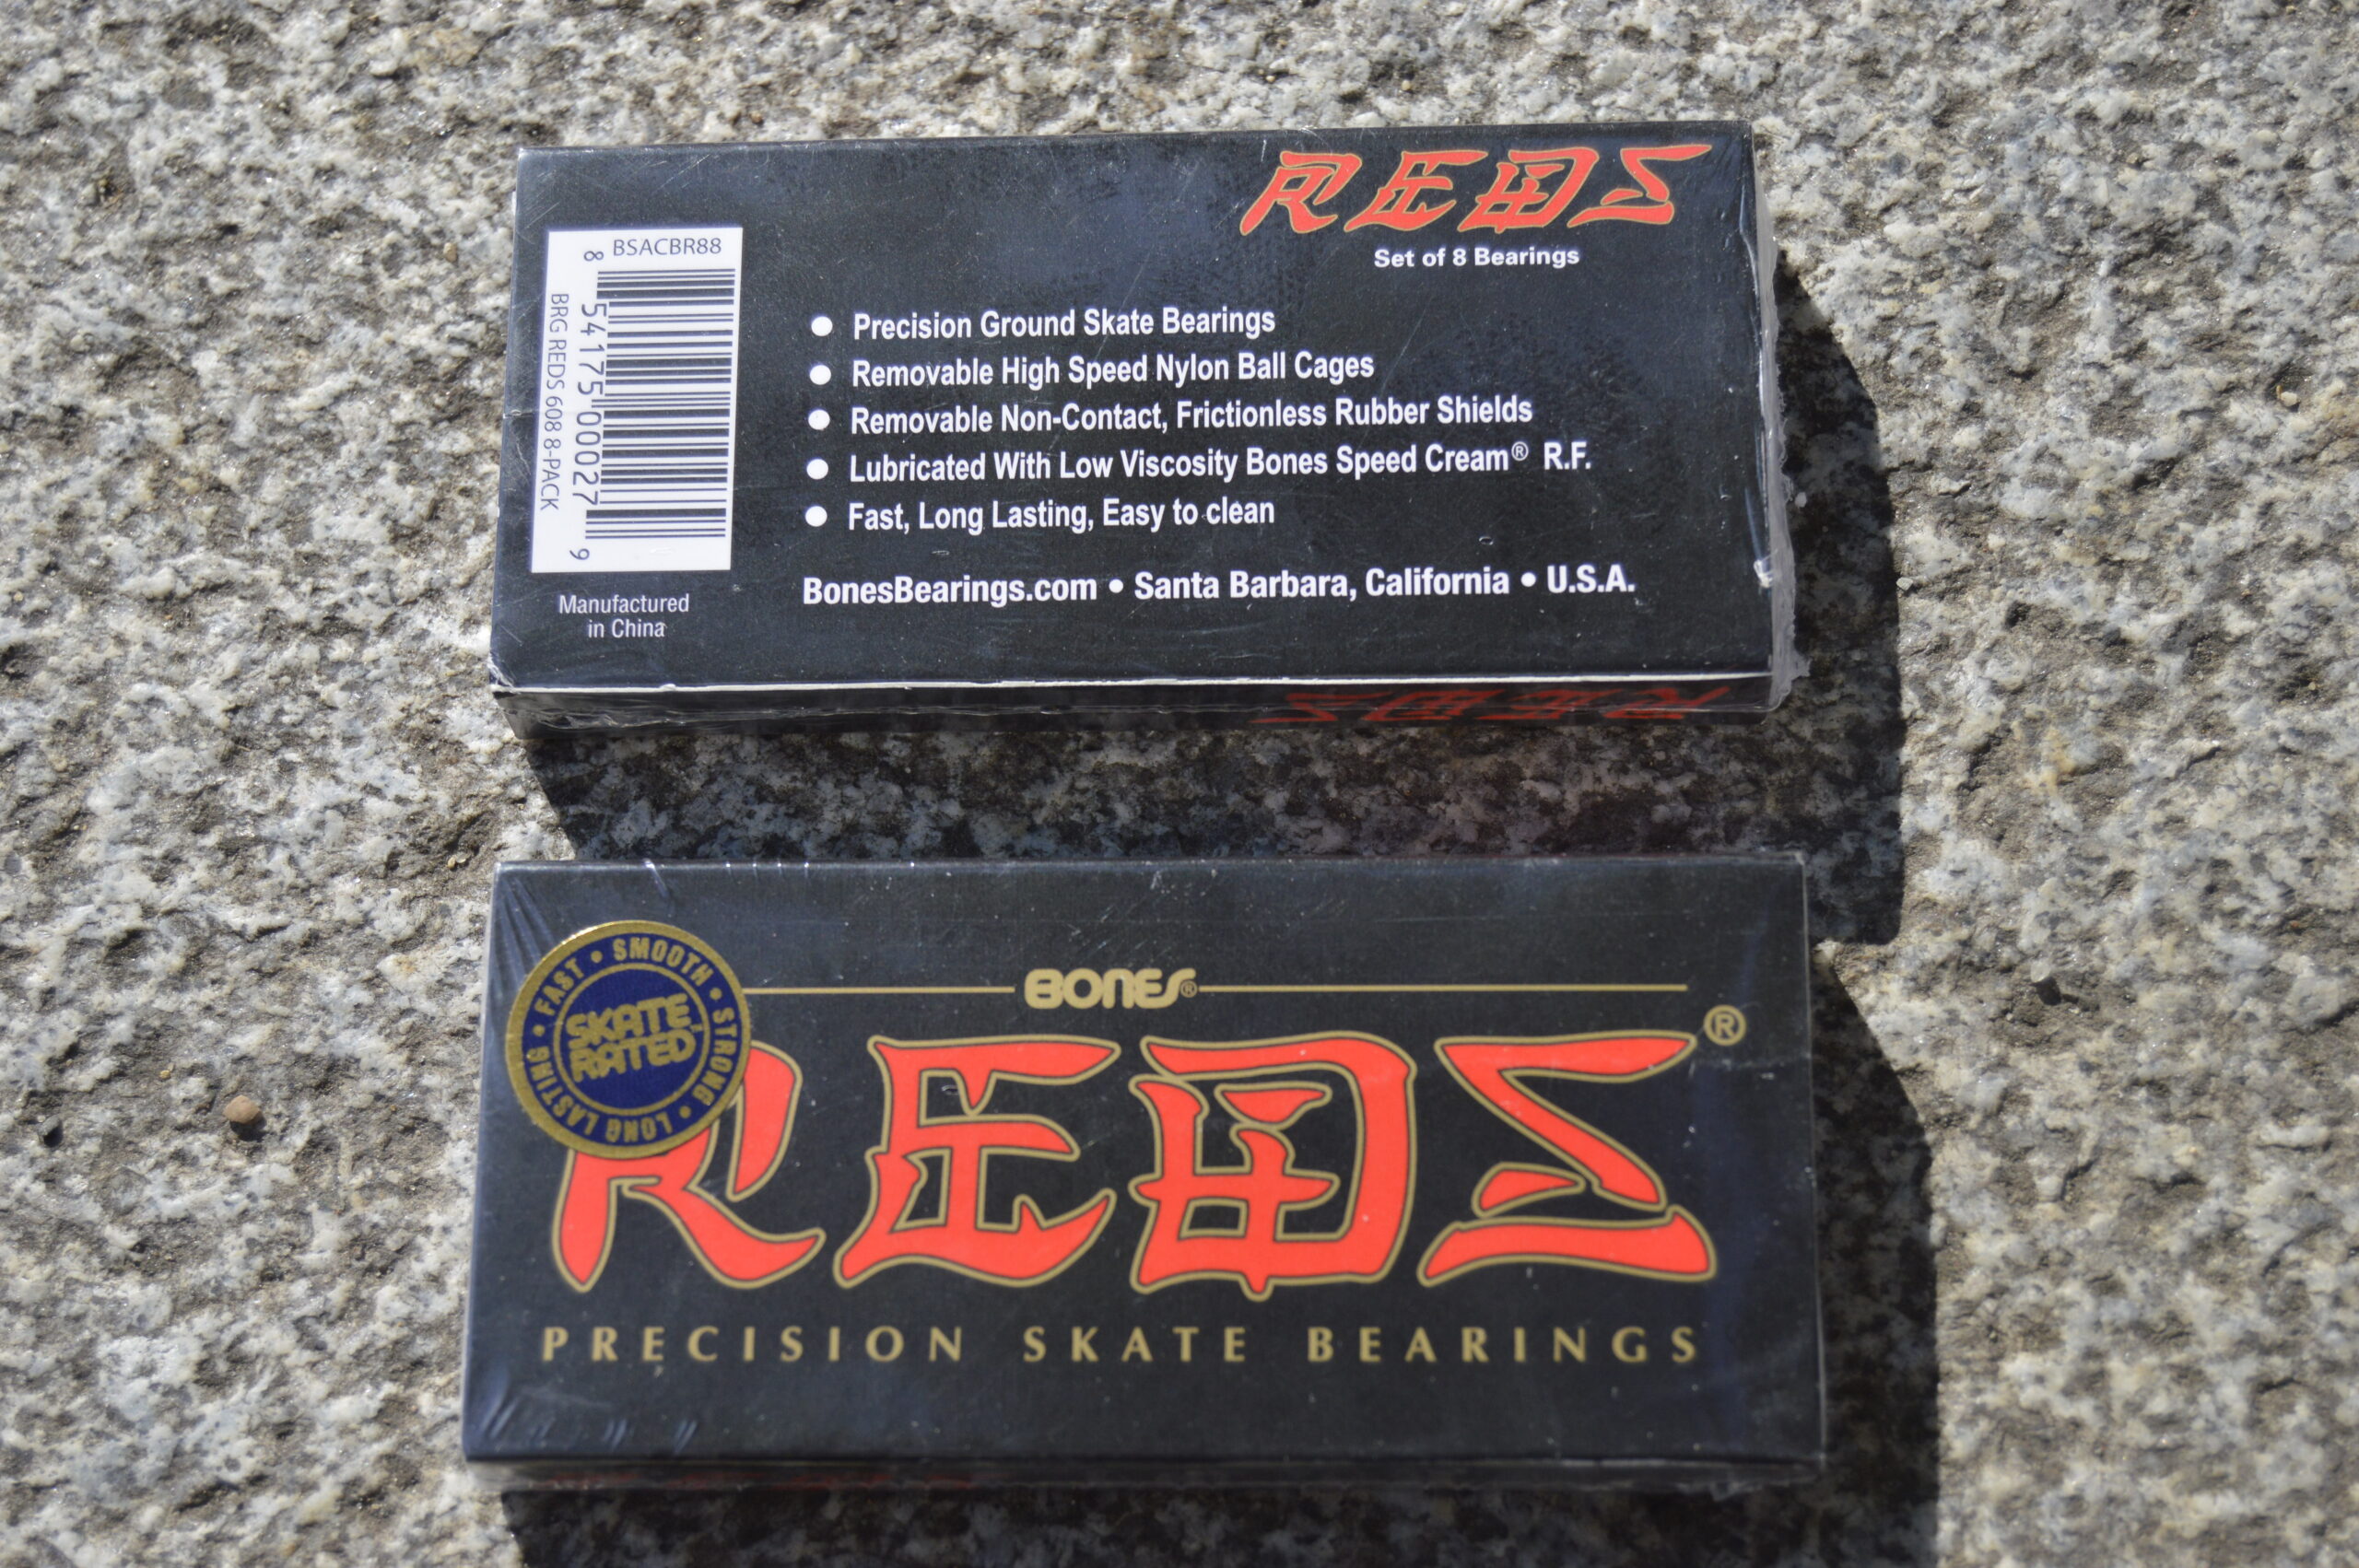 REDS
Set of 8 Bearings
BSACBR88
8 54175 00027 9
BRG REDS 608 8-PACK
Manufactured
in China
● Precision Ground Skate Bearings
● Removable High Speed Nylon Ball Cages
● Removable Non-Contact, Frictionless Rubber Shields
● Lubricated With Low Viscosity Bones Speed Cream® R.F.
● Fast, Long Lasting, Easy to clean
BonesBearings.com • Santa Barbara, California • U.S.A.
REDS
BONES®
• FAST • SMOOTH • STRONG • LONG LASTING
SKATE™
RATED
REDS®
PRECISION SKATE BEARINGS